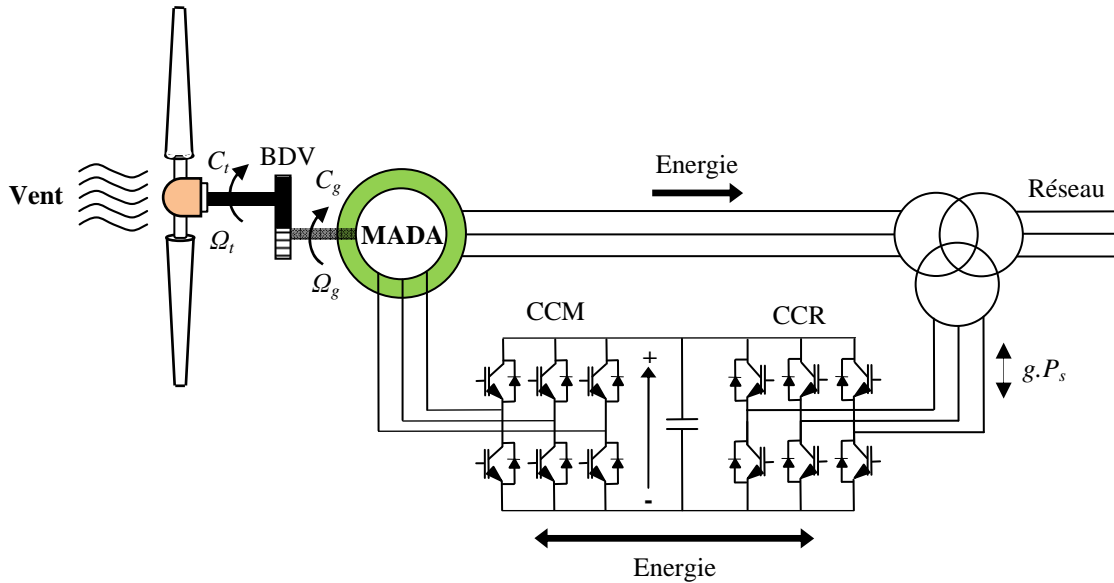 Vent
C_t
Ω_t
BDV
C_g
Ω_g
MADA
Energie
Réseau
CCM
CCR
+
-
g.P_s
Energie